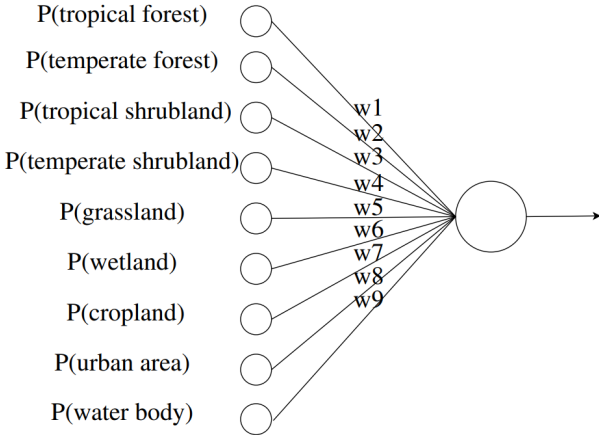 P(tropical forest)
P(temperate forest)
P(tropical shrubland)
P(temperate shrubland)
P(grassland)
P(wetland)
P(cropland)
P(urban area)
P(water body)
w1
w2
w3
w4
w5
w6
w7
w8
w9